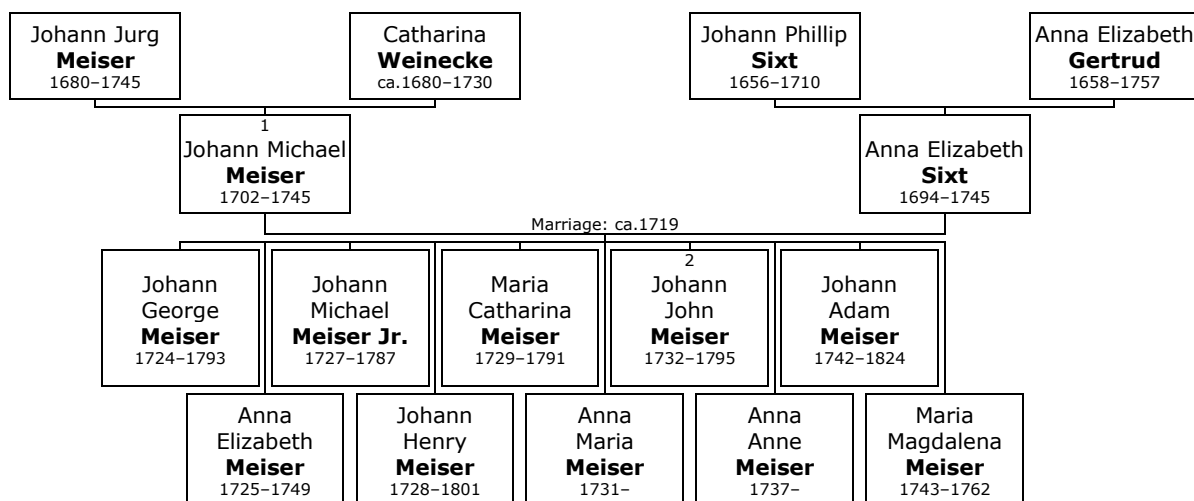 Johann Jurg
Meiser
1680–1745
Catharina
Weinecke
ca.1680–1730
Johann Phillip
Sixt
1656–1710
Anna Elizabeth
Gertrud
1658–1757
1
Johann Michael
Meiser
1702–1745
Anna Elizabeth
Sixt
1694–1745
Marriage: ca.1719
Johann
George
Meiser
1724–1793
Johann
Michael
Meiser Jr.
1727–1787
Maria
Catharina
Meiser
1729–1791
2
Johann
John
Meiser
1732–1795
Johann
Adam
Meiser
1742–1824
Anna
Elizabeth
Meiser
1725–1749
Johann
Henry
Meiser
1728–1801
Anna
Maria
Meiser
1731–
Anna
Anne
Meiser
1737–
Maria
Magdalena
Meiser
1743–1762